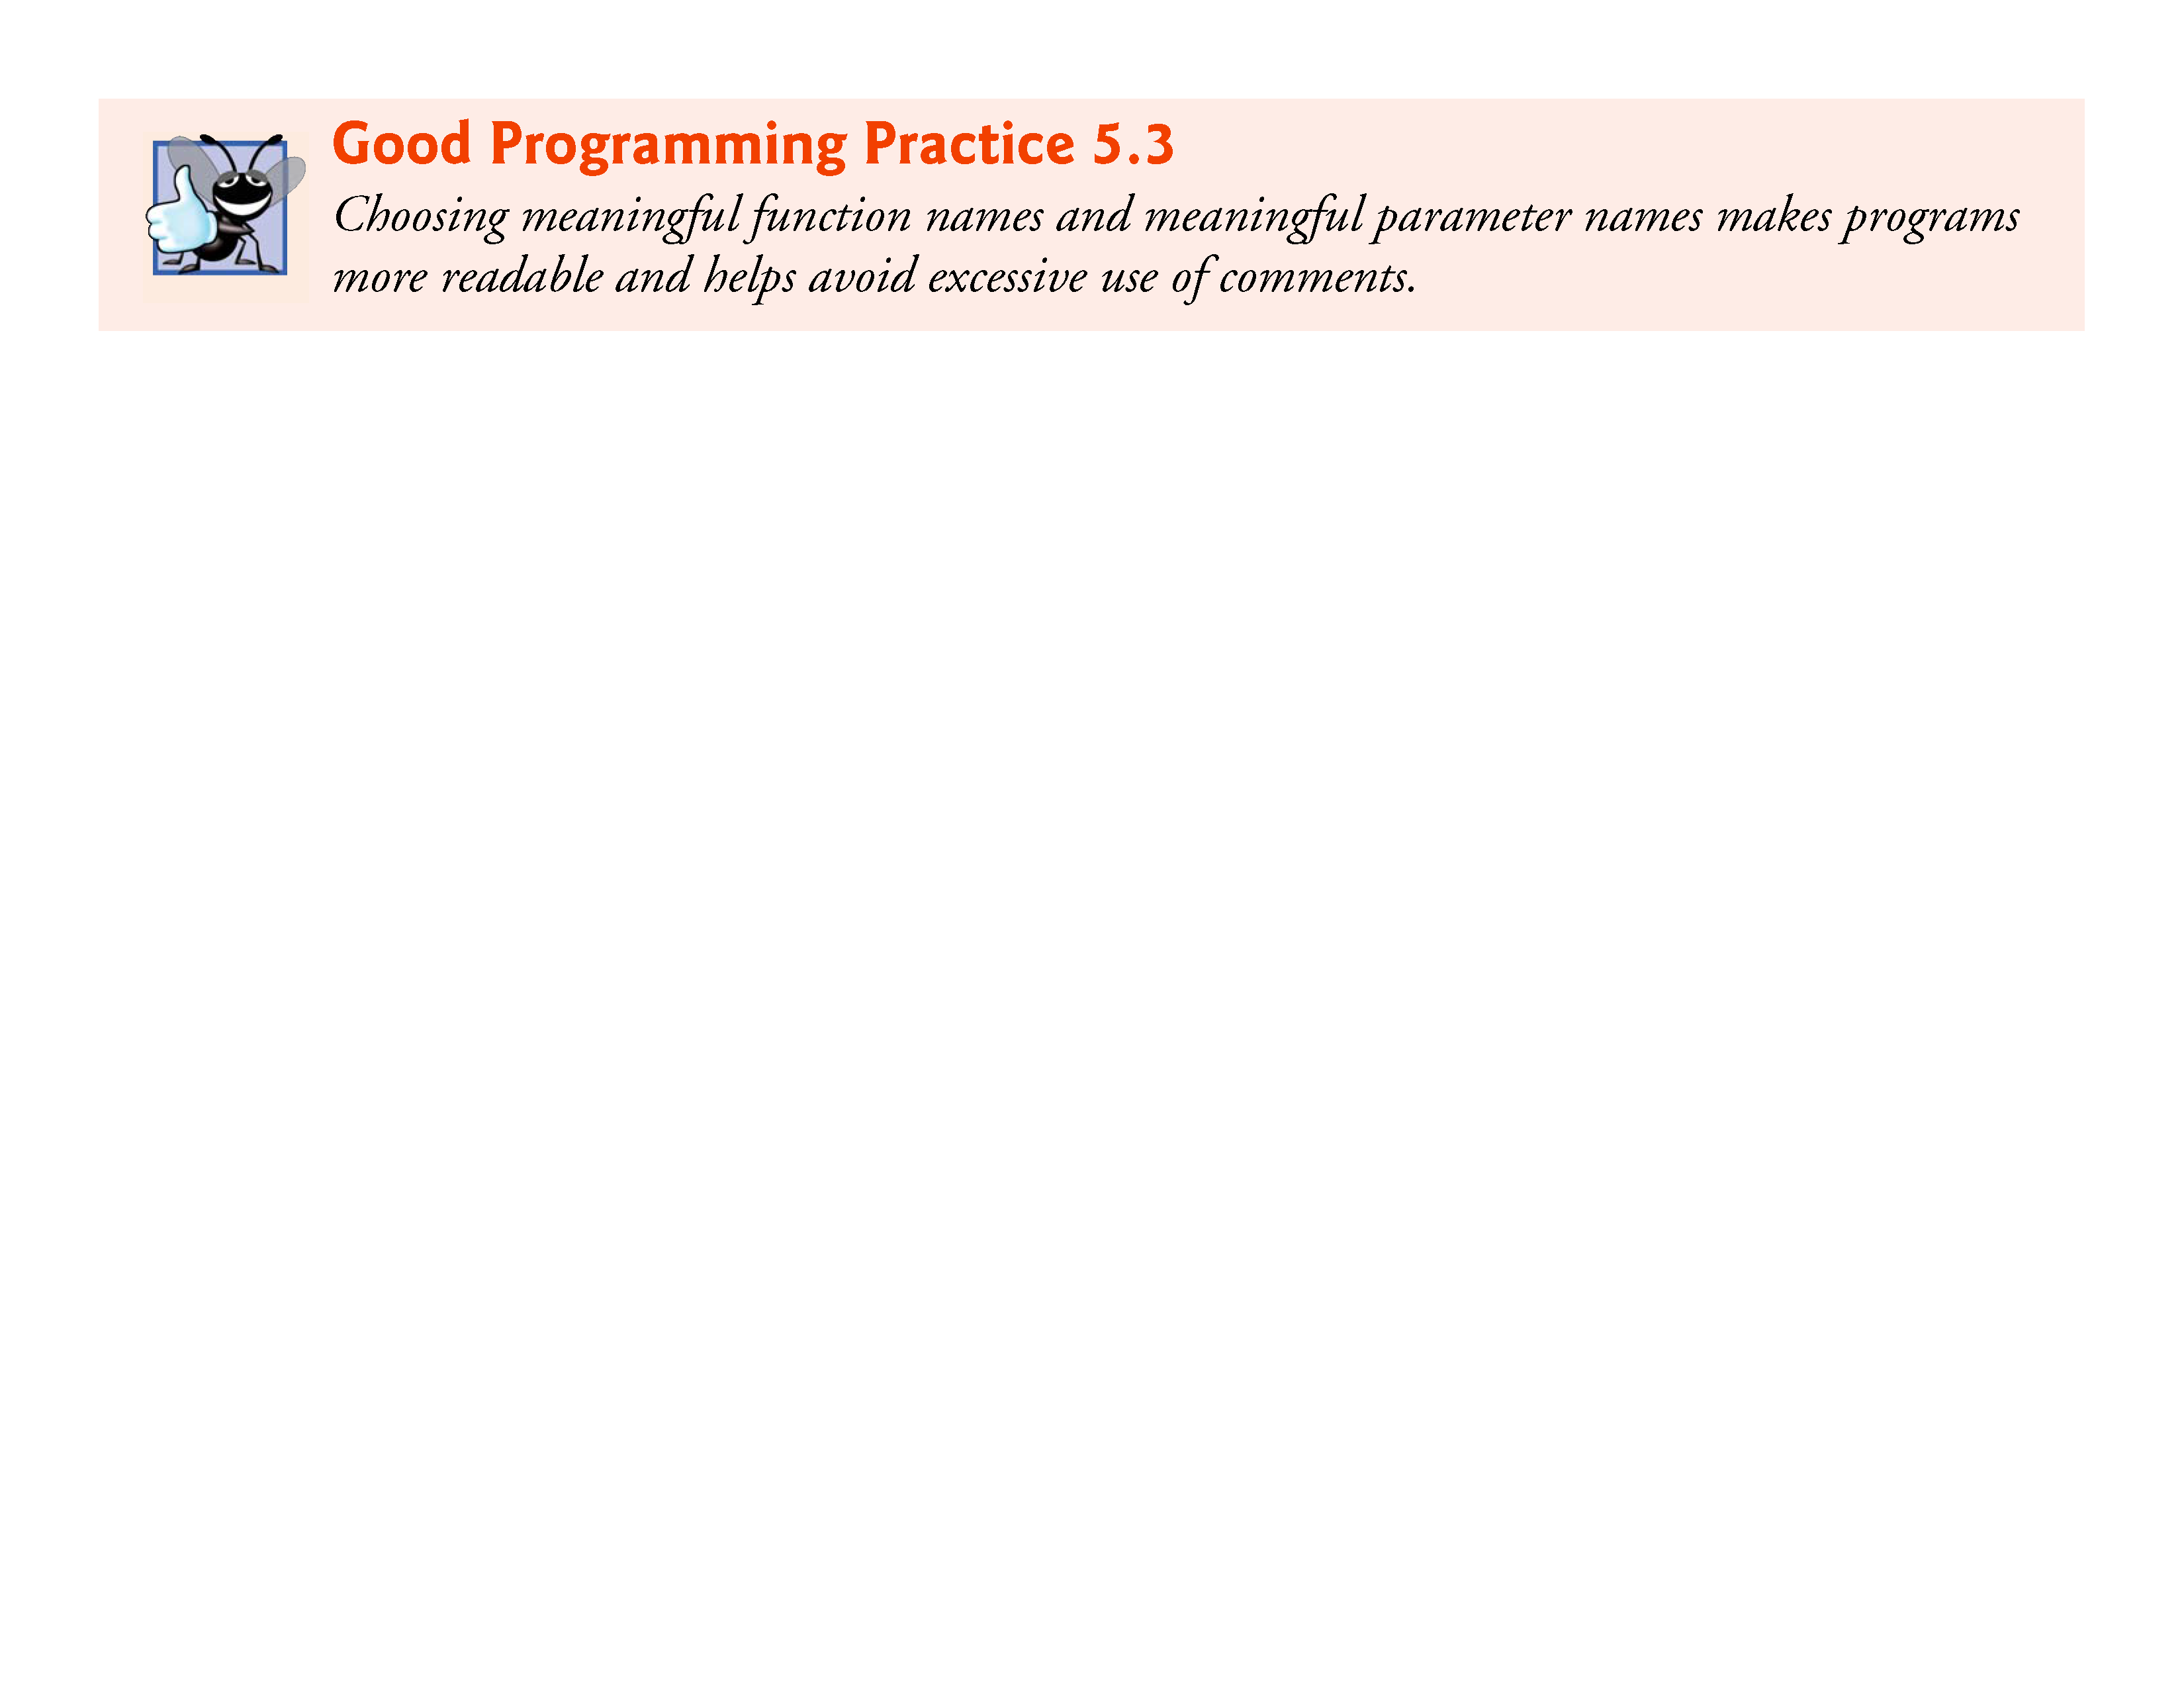 Good Programming Practice 5.3
Choosing meaningful function names and meaningful parameter names makes programs
more readable and helps avoid excessive use of comments.